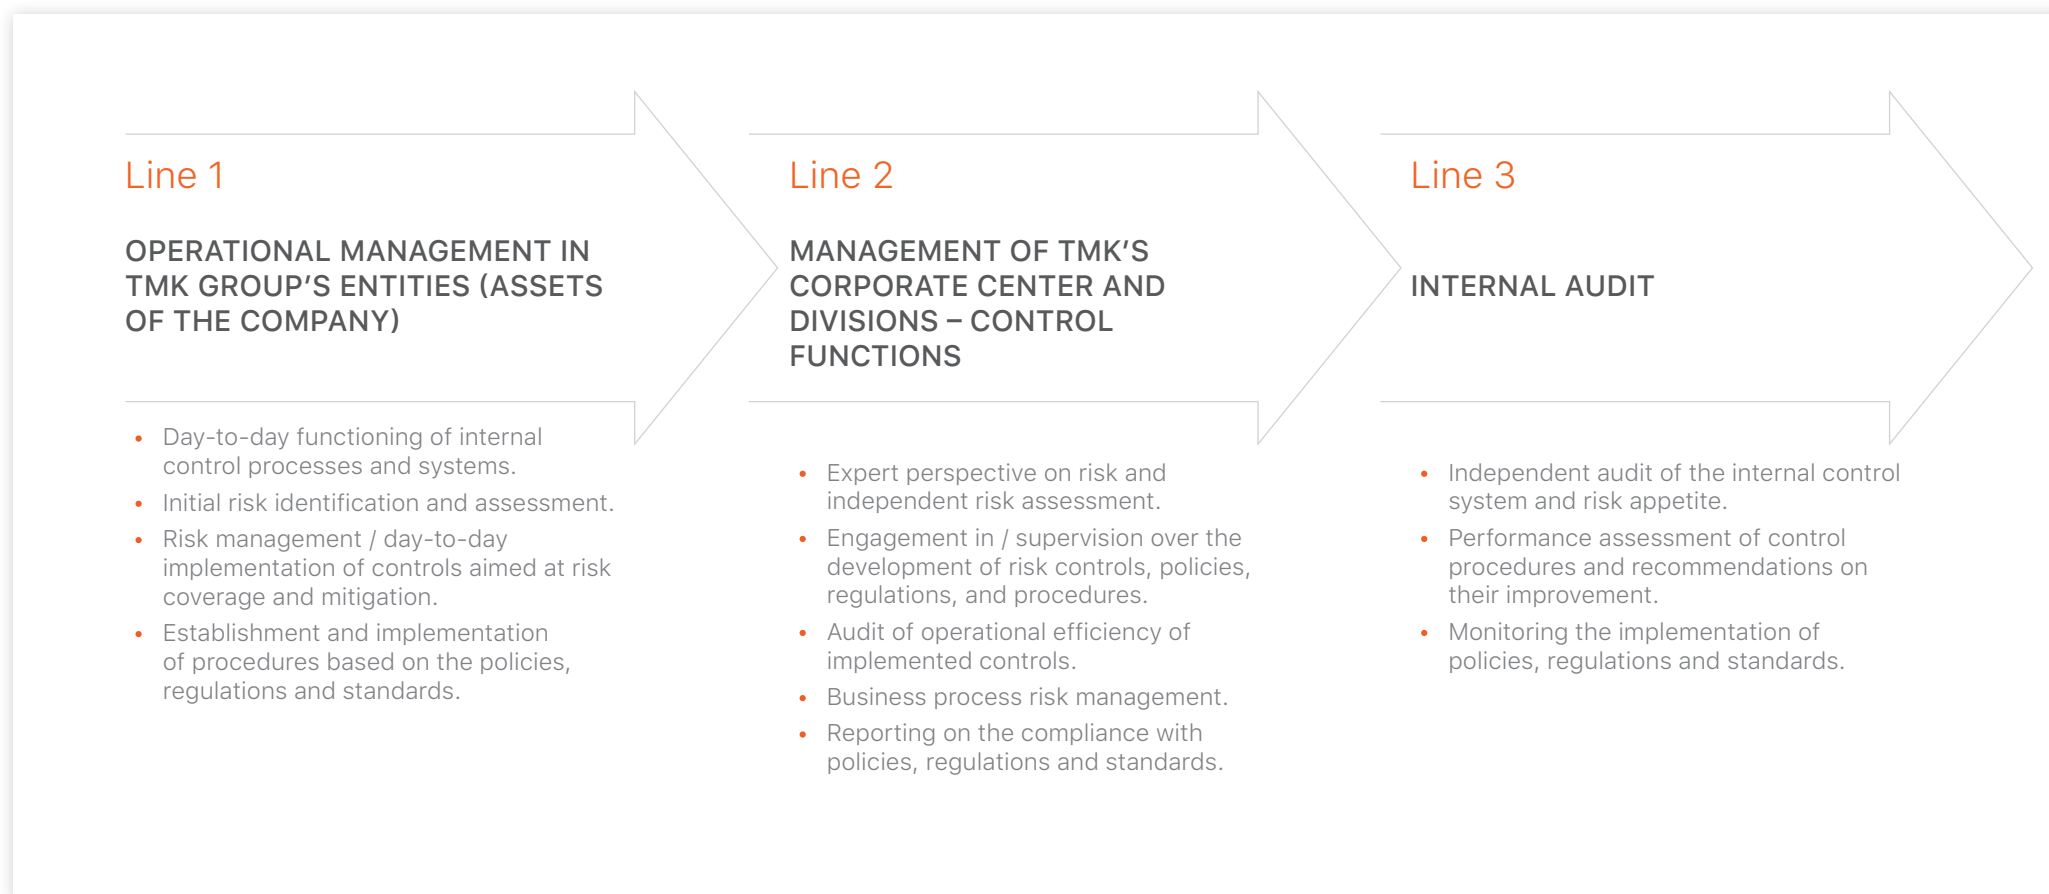 Line 1
OPERATIONAL MANAGEMENT IN
TMK GROUP’S ENTITIES (ASSETS
OF THE COMPANY)
• Day-to-day functioning of internal
control processes and systems.
• Initial risk identification and assessment.
• Risk management / day-to-day
implementation of controls aimed at risk
coverage and mitigation.
• Establishment and implementation
of procedures based on the policies,
regulations and standards.
Line 2
MANAGEMENT OF TMK’S
CORPORATE CENTER AND
DIVISIONS – CONTROL
FUNCTIONS
• Expert perspective on risk and
independent risk assessment.
• Engagement in / supervision over the
development of risk controls, policies,
regulations, and procedures.
• Audit of operational efficiency of
implemented controls.
• Business process risk management.
• Reporting on the compliance with
policies, regulations and standards.
Line 3
INTERNAL AUDIT
• Independent audit of the internal control
system and risk appetite.
• Performance assessment of control
procedures and recommendations on
their improvement.
• Monitoring the implementation of
policies, regulations and standards.